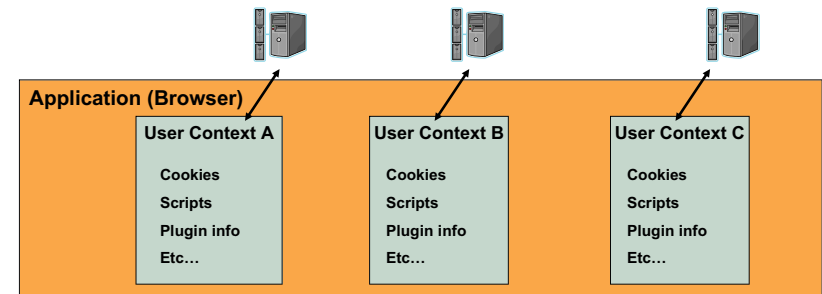 Application (Browser)
User Context A
Cookies
Scripts
Plugin info
Etc…
User Context B
Cookies
Scripts
Plugin info
Etc…
User Context C
Cookies
Scripts
Plugin info
Etc…